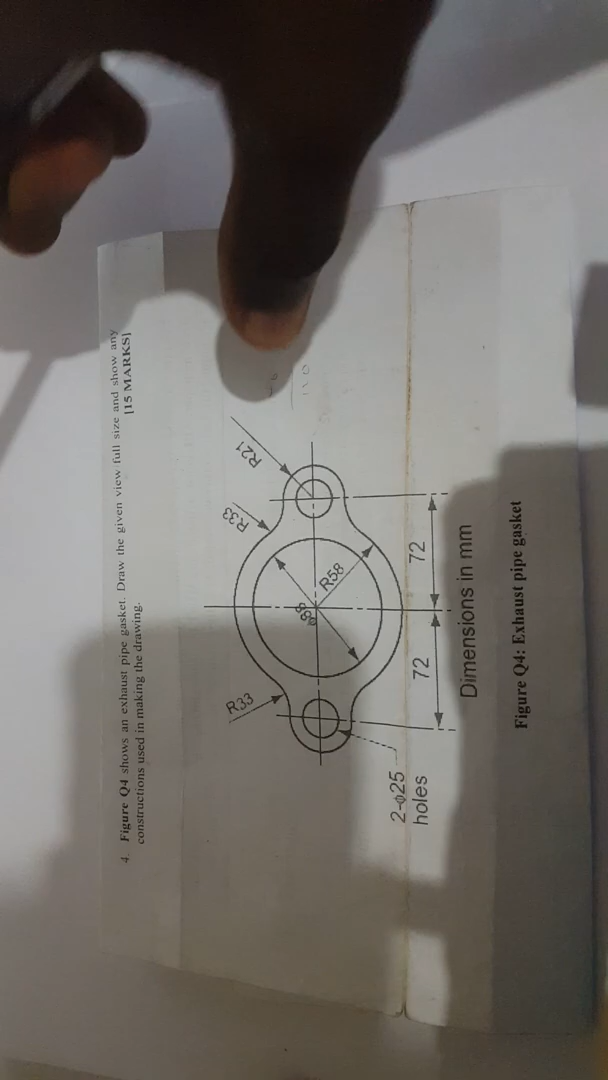 4. Figure Q4 shows an exhaust pipe gasket. Draw the given view full size and show any
constructions used in making the drawing. [15 MARKS]
R33
R33
R21
ϕ88
R58
2-ϕ25
holes
72
72
Dimensions in mm
Figure Q4: Exhaust pipe gasket